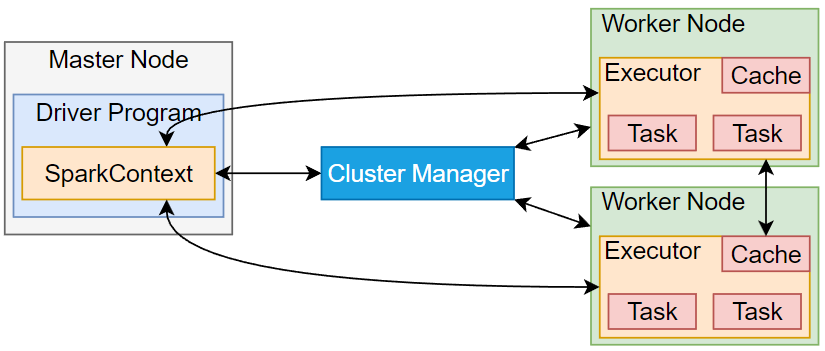 Master Node
Driver Program
SparkContext
Cluster Manager
Worker Node
Executor
Cache
Task
Task
Worker Node
Executor
Cache
Task
Task